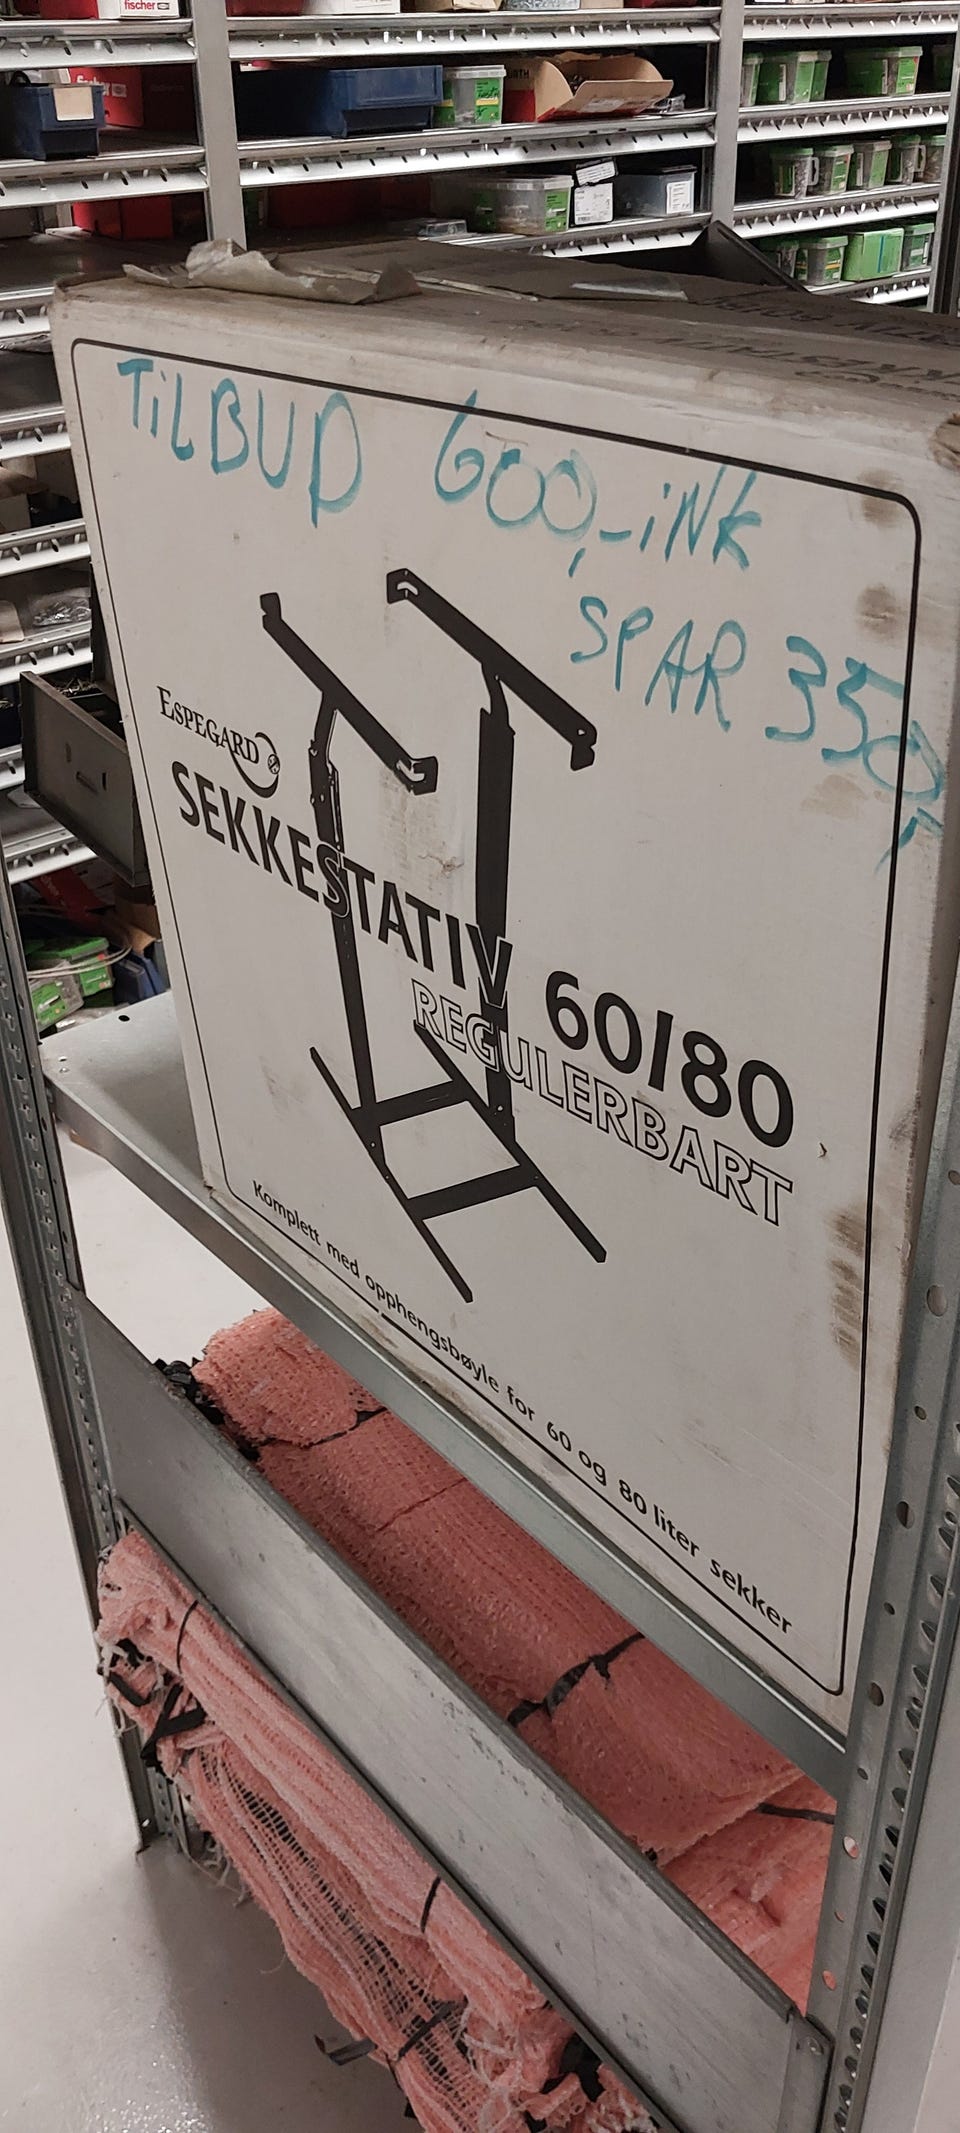 fischer
TiLBUD 600,- iNK
SPAR 350,-
ESPEGARD
SEKKESTATIV 60/80
REGULERBART
Komplett med opphengsbøyle for 60 og 80 liter sekker